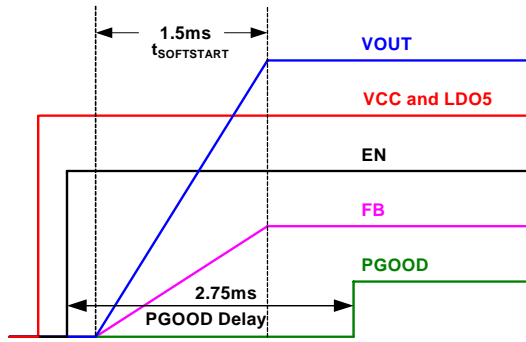 1.5ms
tSOFTSTART
VOUT
VCC and LDO5
EN
FB
PGOOD
2.75ms
PGOOD Delay